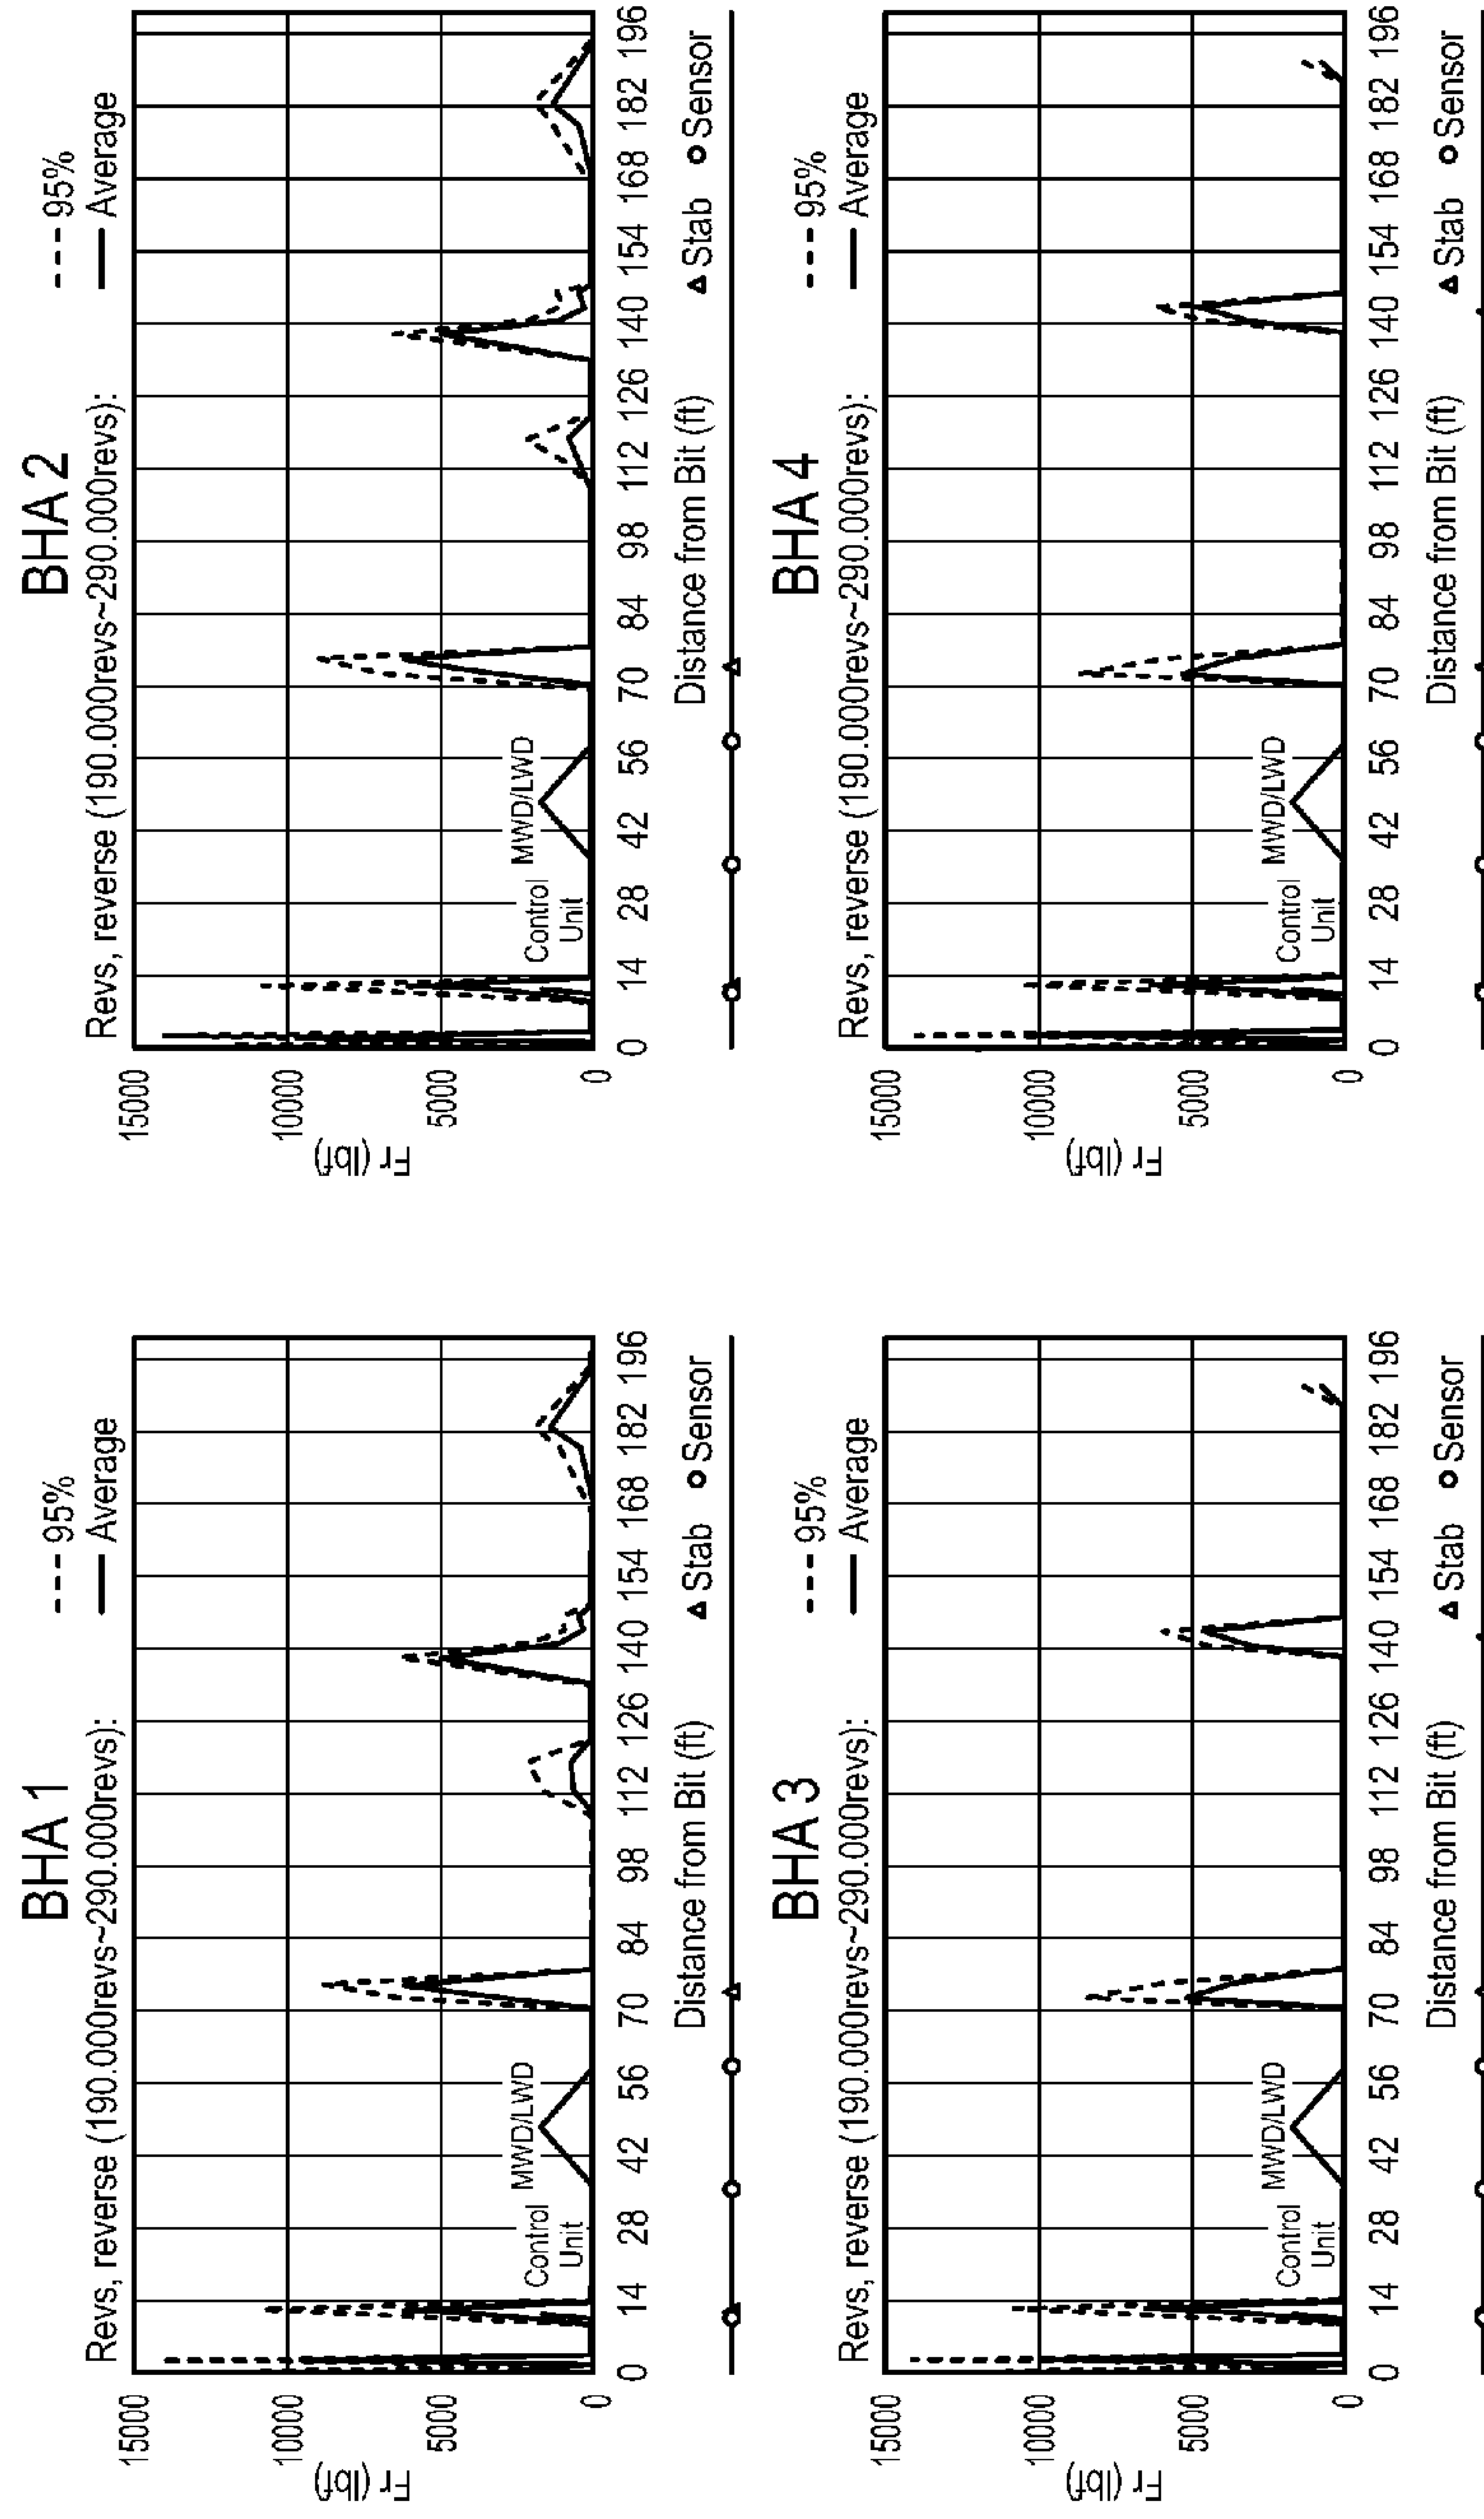 BHA 1
Revs, reverse (190.000revs~290.000revs):
95%
Average
Fr (lbf)
15000
10000
5000
0
Control
Unit
MWD/LWD
0 14 28 42 56 70 84 98 112 126 140 154 168 182 196
Distance from Bit (ft)
Stab Sensor
BHA 2
Revs, reverse (190.000revs~290.000revs):
95%
Average
Fr (lbf)
15000
10000
5000
0
Control
Unit
MWD/LWD
0 14 28 42 56 70 84 98 112 126 140 154 168 182 196
Distance from Bit (ft)
Stab Sensor
BHA 3
Revs, reverse (190.000revs~290.000revs):
95%
Average
Fr (lbf)
15000
10000
5000
0
Control
Unit
MWD/LWD
0 14 28 42 56 70 84 98 112 126 140 154 168 182 196
Distance from Bit (ft)
Stab Sensor
BHA 4
Revs, reverse (190.000revs~290.000revs):
95%
Average
Fr (lbf)
15000
10000
5000
0
Control
Unit
MWD/LWD
0 14 28 42 56 70 84 98 112 126 140 154 168 182 196
Distance from Bit (ft)
Stab Sensor